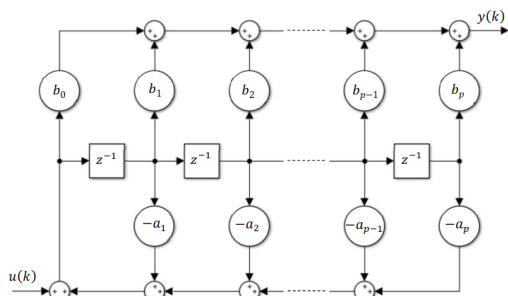 y(k)
b₀ b₁ b₂ bₚ₋₁ bₚ
z⁻¹ z⁻¹ z⁻¹
−a₁ −a₂ −aₚ₋₁ −aₚ
u(k)